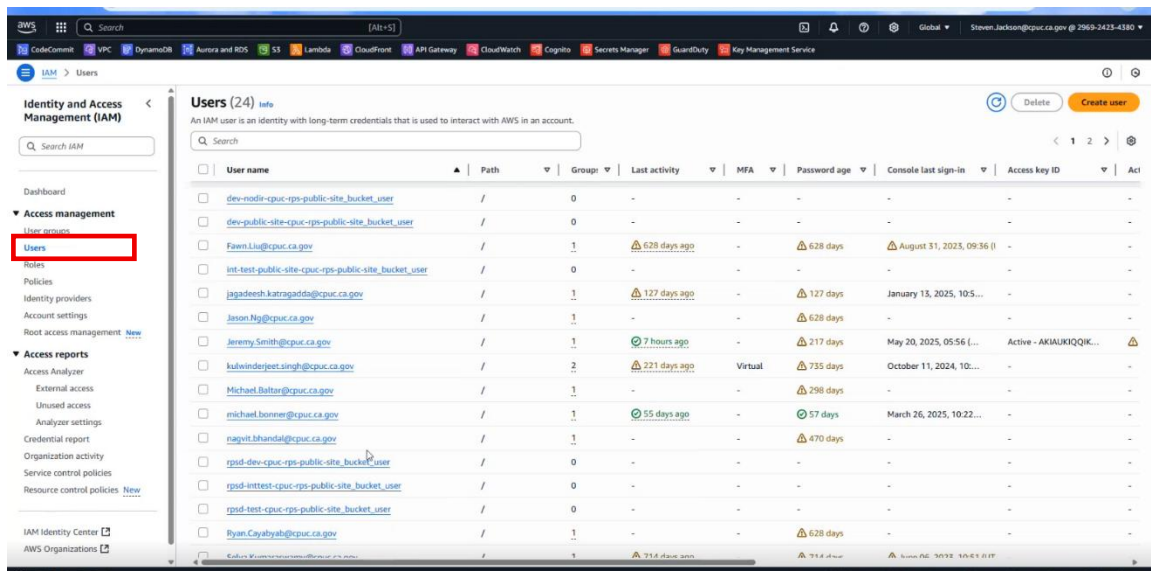 aws Search [Alt+S] Global Steven.Jackson@cpuc.ca.gov @ 2969-2423-4380
CodeCommit VPC DynamoDB Aurora and RDS S3 Lambda CloudFront API Gateway CloudWatch Cognito Secrets Manager GuardDuty Key Management Service
IAM > Users
Identity and Access Management (IAM)
Search IAM
Dashboard
Access management
User groups
Users
Roles
Policies
Identity providers
Account settings
Root access management New
Access reports
Access Analyzer
External access
Unused access
Analyzer settings
Credential report
Organization activity
Service control policies
Resource control policies New
IAM Identity Center
AWS Organizations
Users (24) Info
Delete
Create user
An IAM user is an identity with long-term credentials that is used to interact with AWS in an account.
Search
< 1 2 >
User name Path Group: Last activity MFA Password age Console last sign-in Access key ID Act
dev-nodir-cpuc-rps-public-site_bucket_user / 0 - - - - - -
dev-public-site-cpuc-rps-public-site_bucket_user / 0 - - - - - -
Fawn.Liu@cpuc.ca.gov / 1 628 days ago - 628 days August 31, 2023, 09:36 (U - -
int-test-public-site-cpuc-rps-public-site_bucket_user / 0 - - - - - -
jagadeesh.katragadda@cpuc.ca.gov / 1 127 days ago - 127 days January 13, 2025, 10:5... - -
Jason.Ng@cpuc.ca.gov / 1 - - 628 days - - -
Jeremy.Smith@cpuc.ca.gov / 1 7 hours ago - 217 days May 20, 2025, 05:56 (... Active - AKIAUKIQQIK...
kulwinderjeet.singh@cpuc.ca.gov / 2 221 days ago Virtual 735 days October 11, 2024, 10:... - -
Michael.Baltar@cpuc.ca.gov / 1 - - 298 days - - -
michael.bonner@cpuc.ca.gov / 1 55 days ago - 57 days March 26, 2025, 10:22... - -
nagvit.bhandal@cpuc.ca.gov / 1 - - 470 days - - -
rpsd-dev-cpuc-rps-public-site_bucket_user / 0 - - - - - -
rpsd-inttest-cpuc-rps-public-site_bucket_user / 0 - - - - - -
rpsd-test-cpuc-rps-public-site_bucket_user / 0 - - - - - -
Ryan.Cayabyab@cpuc.ca.gov / 1 - - 628 days - - -
/ 1 714 days ago - 714 days June 06, 2023, 10:51 (UT - -